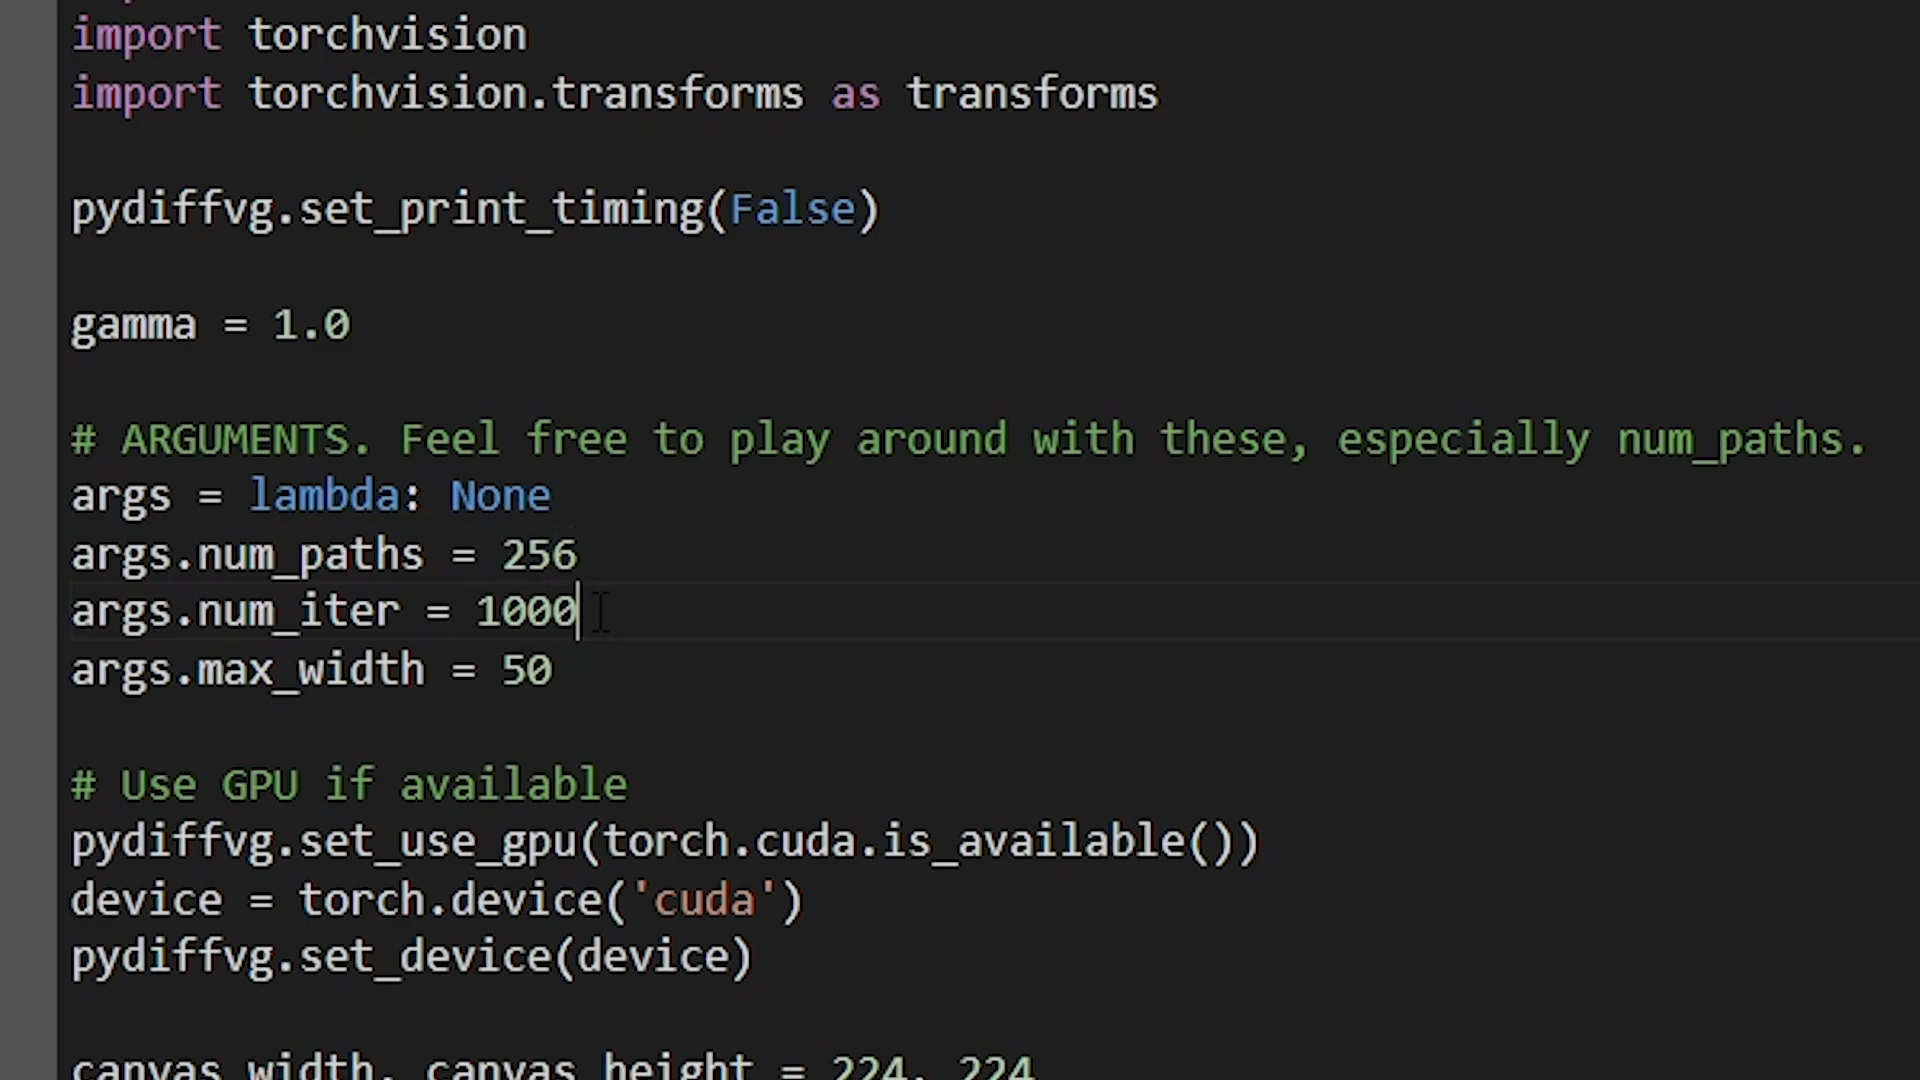 import torchvision
import torchvision.transforms as transforms
pydiffvg.set_print_timing(False)
gamma = 1.0
# ARGUMENTS. Feel free to play around with these, especially num_paths.
args = lambda: None
args.num_paths = 256
args.num_iter = 1000
args.max_width = 50
# Use GPU if available
pydiffvg.set_use_gpu(torch.cuda.is_available())
device = torch.device('cuda')
pydiffvg.set_device(device)
canvas_width, canvas_height = 224, 224